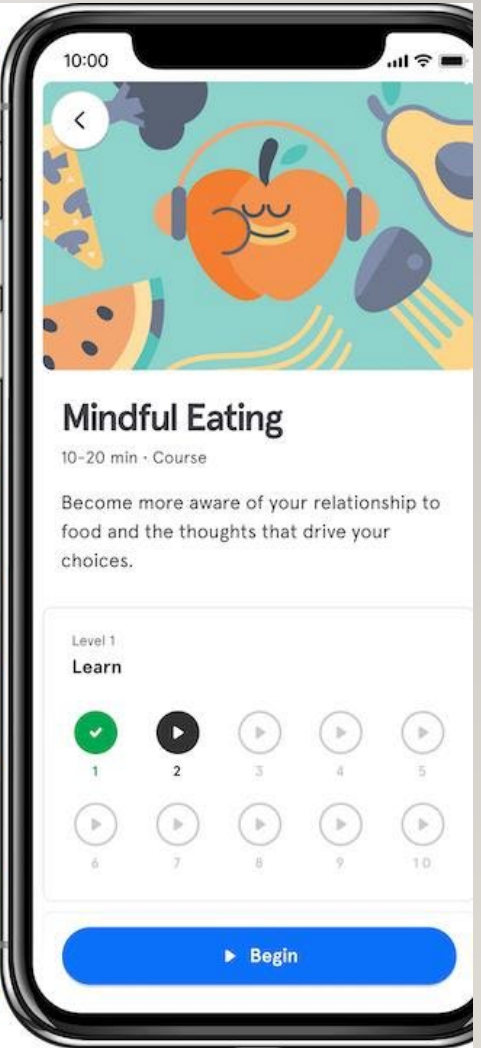 10:00
Mindful Eating
10–20 min · Course
Become more aware of your relationship to
food and the thoughts that drive your
choices.
Level 1
Learn
1 2 3 4 5
6 7 8 9 10
Begin